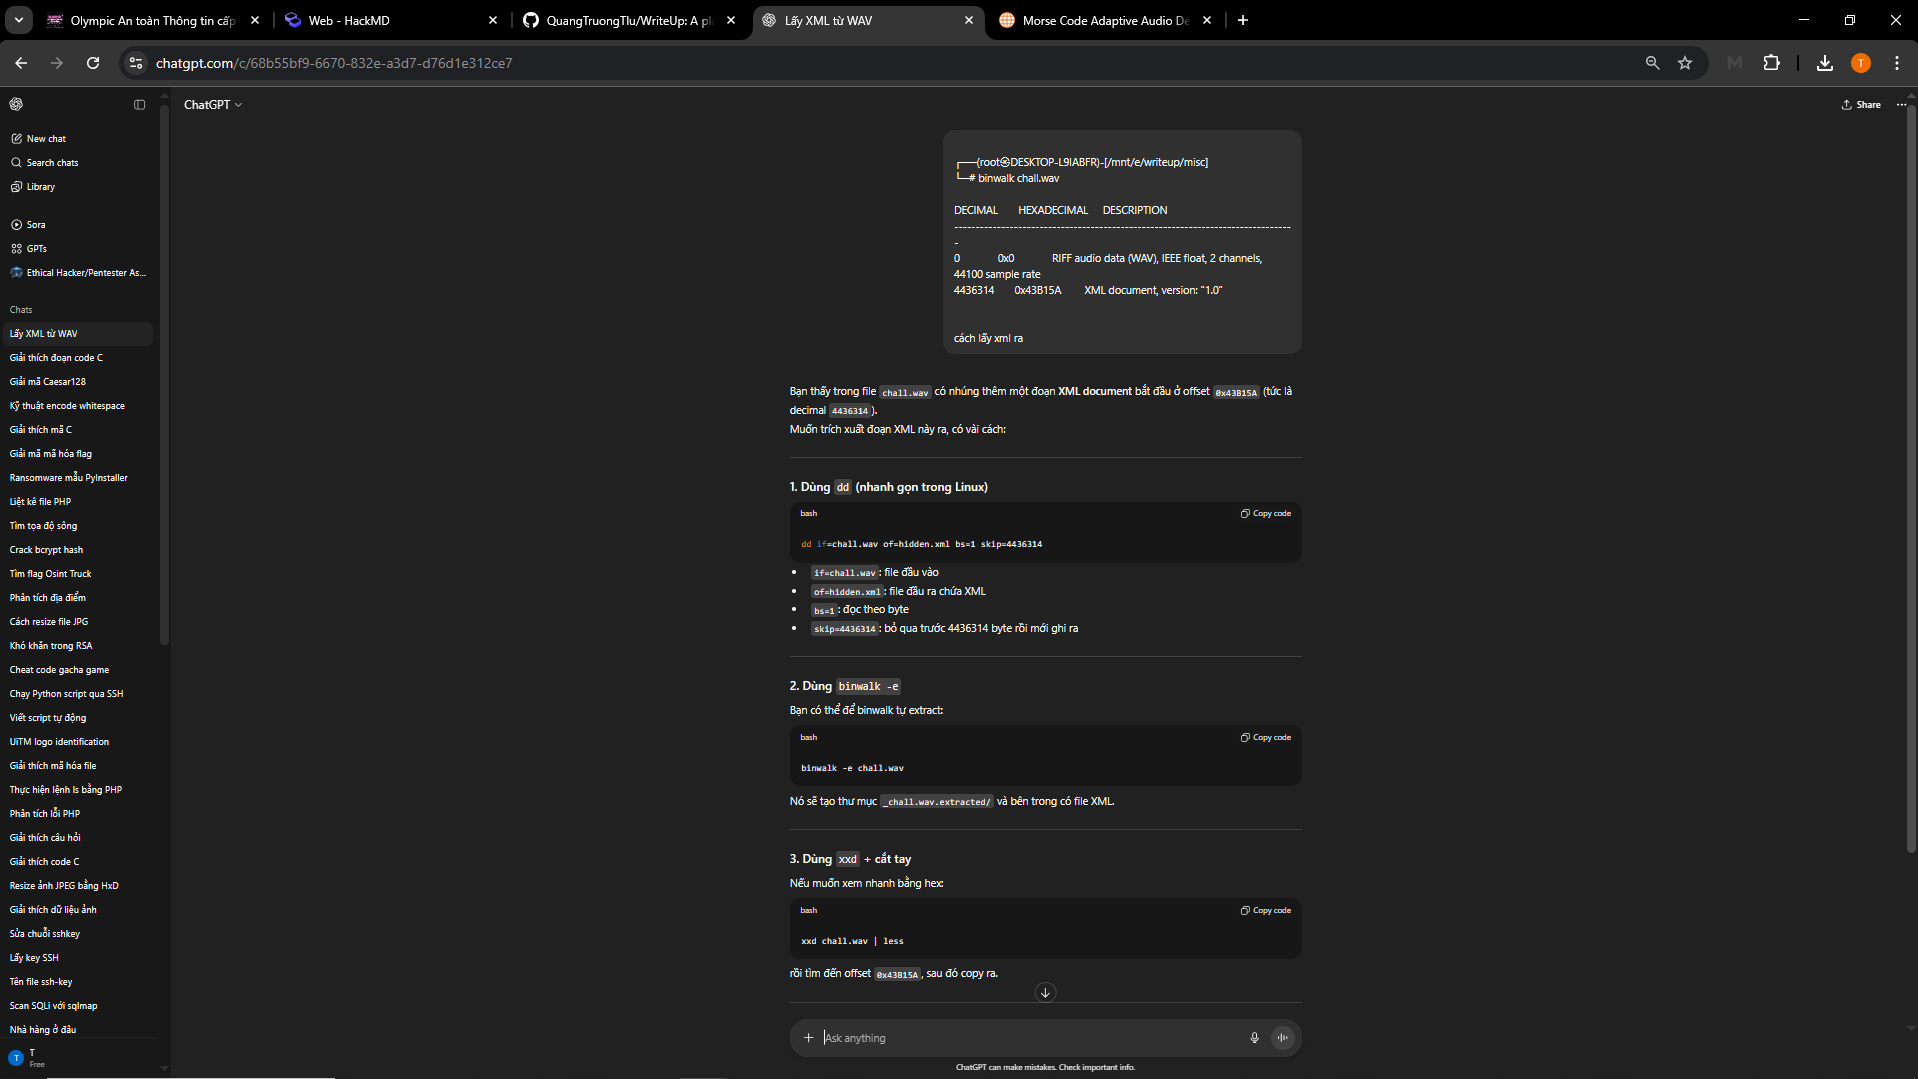 Olympic An toàn Thông tin cấp
Web - HackMD
QuangTruongTlu/WriteUp: A pl
Lấy XML từ WAV
Morse Code Adaptive Audio De
chatgpt.com/c/68b55bf9-6670-832e-a3d7-d76d1e312ce7
T
ChatGPT
Share
New chat
Search chats
Library
Sora
GPTs
Ethical Hacker/Pentester As...
Chats
Lấy XML từ WAV
Giải thích đoạn code C
Giải mã Caesar128
Kỹ thuật encode whitespace
Giải thích mã C
Giải mã mã hóa flag
Ransomware mẫu PyInstaller
Liệt kê file PHP
Tìm tọa độ sông
Crack bcrypt hash
Tìm flag Osint Truck
Phân tích địa điểm
Cách resize file JPG
Khó khăn trong RSA
Cheat code gacha game
Chạy Python script qua SSH
Viết script tự động
UiTM logo identification
Giải thích mã hóa file
Thực hiện lệnh ls bằng PHP
Phân tích lỗi PHP
Giải thích câu hỏi
Giải thích code C
Resize ảnh JPEG bằng HxD
Giải thích dữ liệu ảnh
Sửa chuỗi sshkey
Lấy key SSH
Tên file ssh-key
Scan SQLi với sqlmap
Nhà hàng ở đâu
T
T
Free
┌──(root㉿DESKTOP-L9IABFR)-[/mnt/e/writeup/misc]
└─# binwalk chall.wav
DECIMAL HEXADECIMAL DESCRIPTION
--------------------------------------------------------------------------------
-
0 0x0 RIFF audio data (WAV), IEEE float, 2 channels,
44100 sample rate
4436314 0x43B15A XML document, version: "1.0"
cách lấy xml ra
Bạn thấy trong file chall.wav có nhúng thêm một đoạn XML document bắt đầu ở offset 0x43B15A (tức là
decimal 4436314 ).
Muốn trích xuất đoạn XML này ra, có vài cách:
1. Dùng dd (nhanh gọn trong Linux)
bash
Copy code
dd if=chall.wav of=hidden.xml bs=1 skip=4436314
• if=chall.wav : file đầu vào
• of=hidden.xml : file đầu ra chứa XML
• bs=1 : đọc theo byte
• skip=4436314 : bỏ qua trước 4436314 byte rồi mới ghi ra
2. Dùng binwalk -e
Bạn có thể để binwalk tự extract:
bash
Copy code
binwalk -e chall.wav
Nó sẽ tạo thư mục _chall.wav.extracted/ và bên trong có file XML.
3. Dùng xxd + cắt tay
Nếu muốn xem nhanh bằng hex:
bash
Copy code
xxd chall.wav | less
rồi tìm đến offset 0x43B15A , sau đó copy ra.
Ask anything
ChatGPT can make mistakes. Check important info.